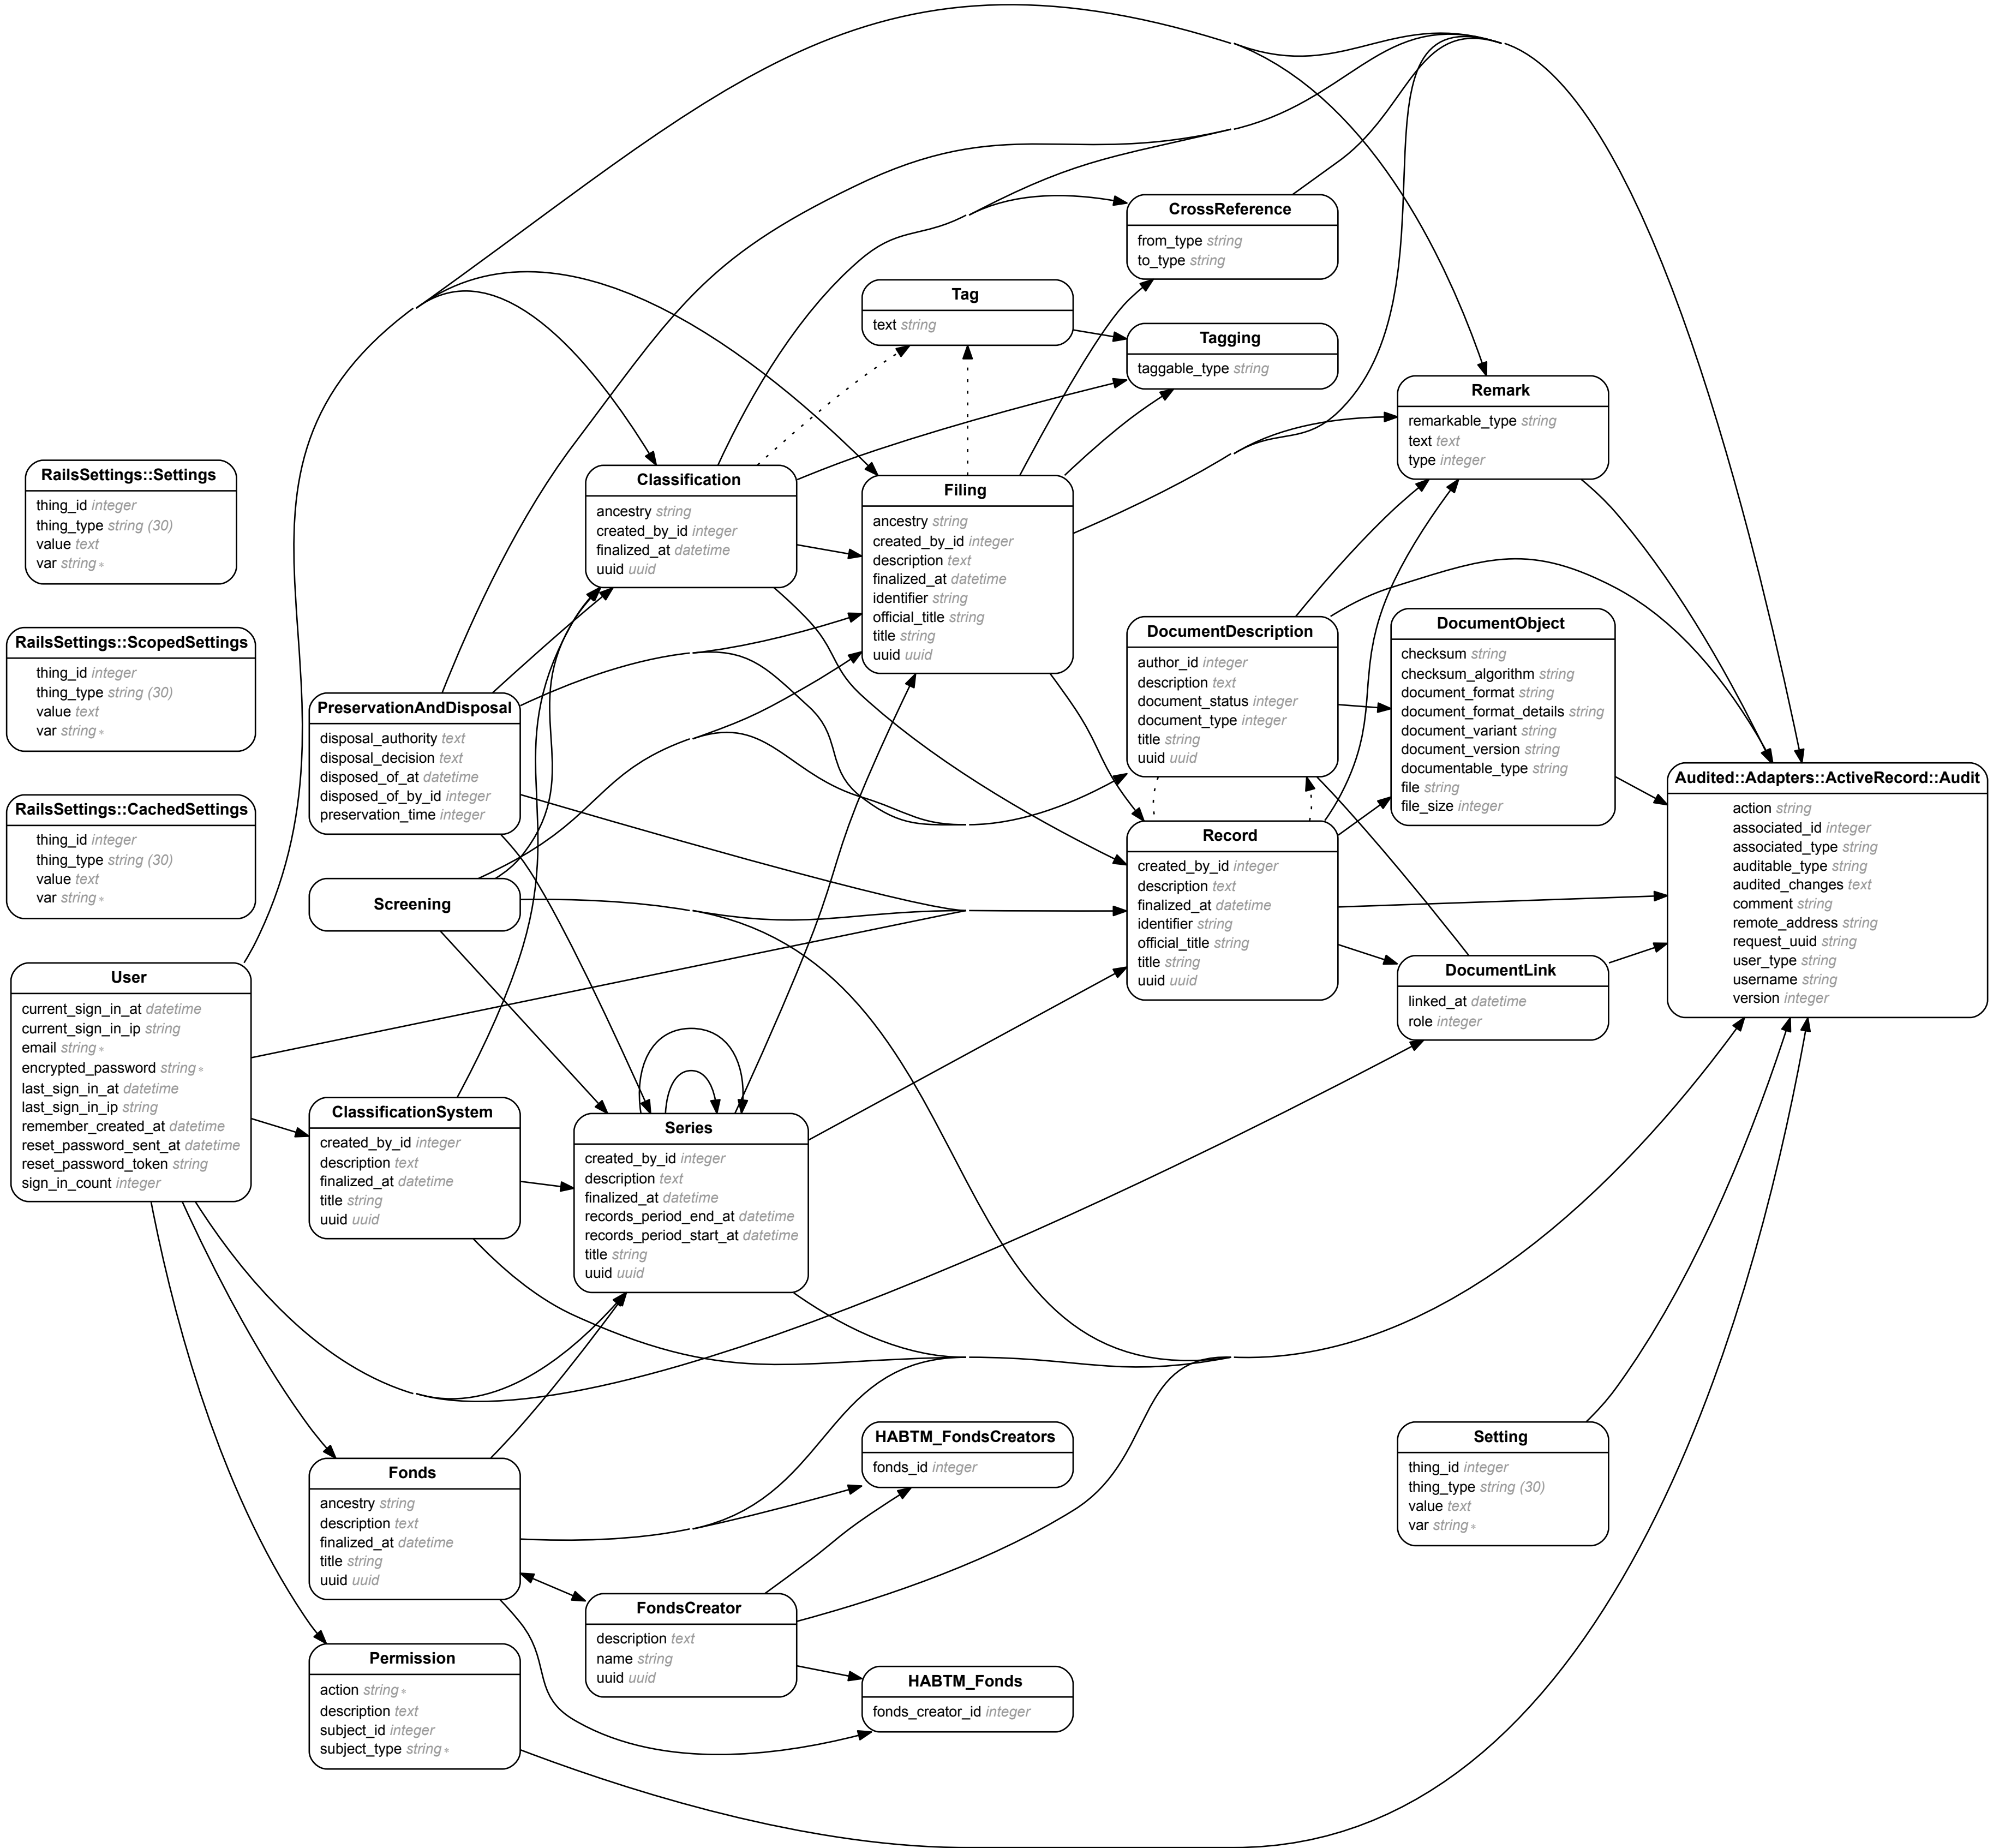 CrossReference
from_type string
to_type string
Tag
text string
Tagging
taggable_type string
Remark
remarkable_type string
text text
type integer
RailsSettings::Settings
thing_id integer
thing_type string (30)
value text
var string *
Classification
ancestry string
created_by_id integer
finalized_at datetime
uuid uuid
Filing
ancestry string
created_by_id integer
description text
finalized_at datetime
identifier string
official_title string
title string
uuid uuid
RailsSettings::ScopedSettings
thing_id integer
thing_type string (30)
value text
var string *
PreservationAndDisposal
disposal_authority text
disposal_decision text
disposed_of_at datetime
disposed_of_by_id integer
preservation_time integer
DocumentDescription
author_id integer
description text
document_status integer
document_type integer
title string
uuid uuid
DocumentObject
checksum string
checksum_algorithm string
document_format string
document_format_details string
document_variant string
document_version string
documentable_type string
file string
file_size integer
Audited::Adapters::ActiveRecord::Audit
action string
associated_id integer
associated_type string
auditable_type string
audited_changes text
comment string
remote_address string
request_uuid string
user_type string
username string
version integer
RailsSettings::CachedSettings
thing_id integer
thing_type string (30)
value text
var string *
Screening
Record
created_by_id integer
description text
finalized_at datetime
identifier string
official_title string
title string
uuid uuid
DocumentLink
linked_at datetime
role integer
User
current_sign_in_at datetime
current_sign_in_ip string
email string *
encrypted_password string *
last_sign_in_at datetime
last_sign_in_ip string
remember_created_at datetime
reset_password_sent_at datetime
reset_password_token string
sign_in_count integer
ClassificationSystem
created_by_id integer
description text
finalized_at datetime
title string
uuid uuid
Series
created_by_id integer
description text
finalized_at datetime
records_period_end_at datetime
records_period_start_at datetime
title string
uuid uuid
HABTM_FondsCreators
fonds_id integer
Setting
thing_id integer
thing_type string (30)
value text
var string *
Fonds
ancestry string
description text
finalized_at datetime
title string
uuid uuid
FondsCreator
description text
name string
uuid uuid
Permission
action string *
description text
subject_id integer
subject_type string *
HABTM_Fonds
fonds_creator_id integer